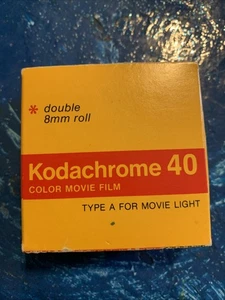 * double
8mm roll
Kodachrome 40
COLOR MOVIE FILM
TYPE A FOR MOVIE LIGHT